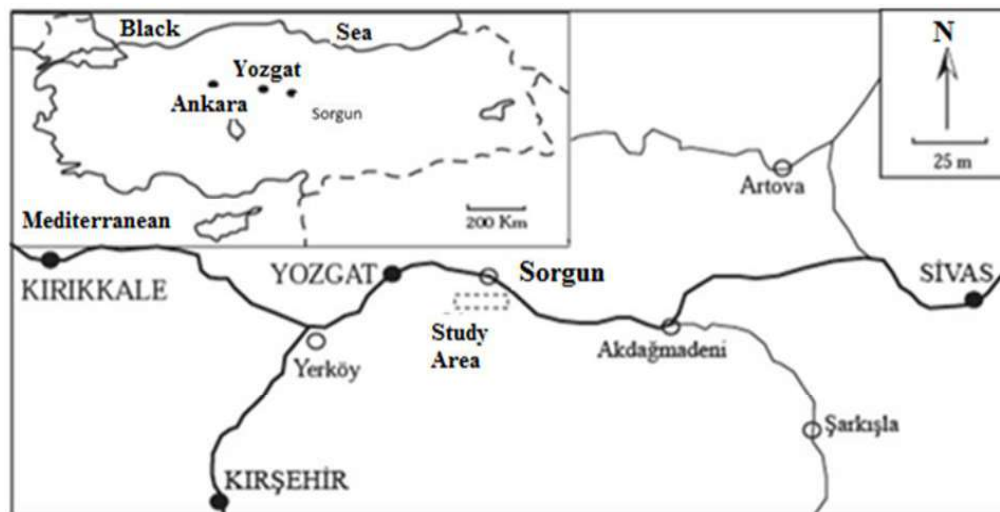 Black Sea
Yozgat
Ankara
Sorgun
Mediterranean
200 Km
N
25 m
Artova
KIRIKKALE
YOZGAT
Sorgun
SİVAS
Study
Area
Yerköy
Akdağmadeni
Şarkışla
KIRŞEHİR